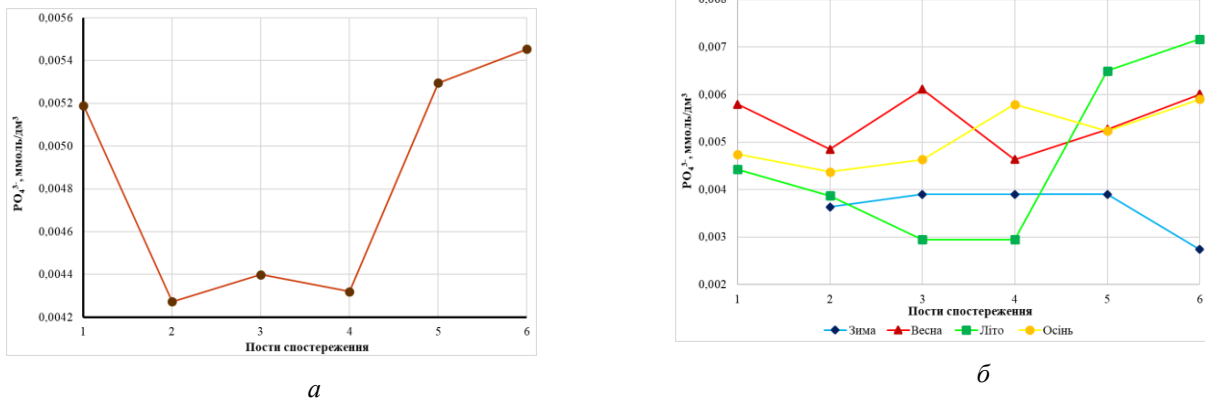 0,0056
0,0054
0,0052
0,0050
0,0048
0,0046
0,0044
0,0042
PO₄³⁻, ммоль/дм³
1 2 3 4 5 6
Пости спостереження
а
0,008
0,007
0,006
0,005
0,004
0,003
0,002
PO₄³⁻, ммоль/дм³
1 2 3 4 5 6
Пости спостереження
Зима Весна Літо Осінь
б